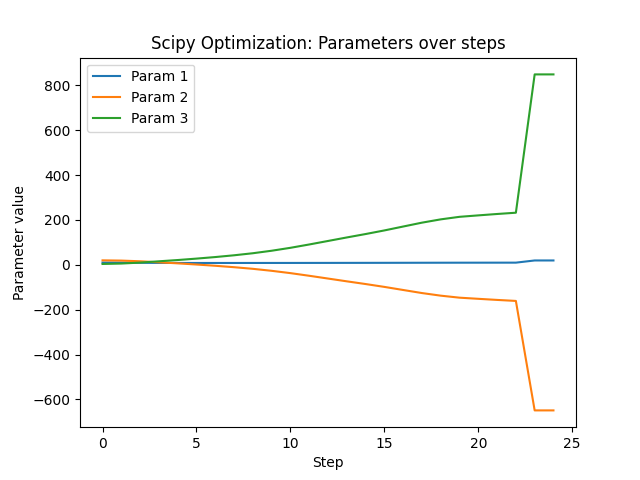 Scipy Optimization: Parameters over steps
Param 1
Param 2
Param 3
800
600
400
200
0
−200
−400
−600
Parameter value
0 5 10 15 20 25
Step